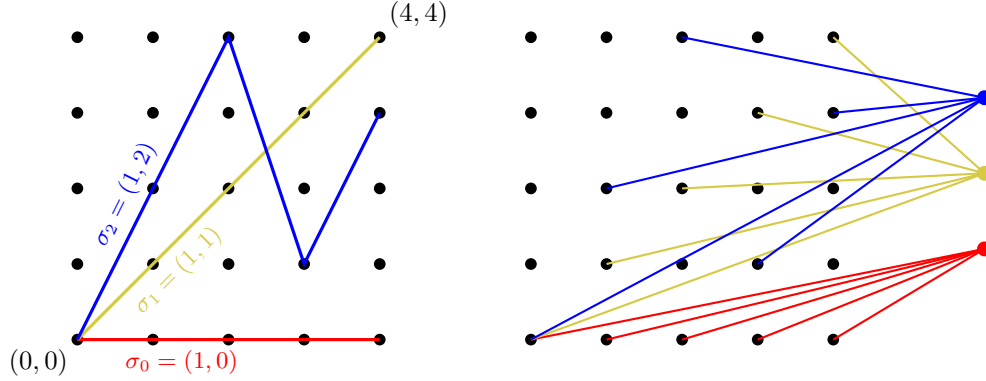 (4, 4)
σ₂ = (1, 2)
σ₁ = (1, 1)
(0, 0)
σ₀ = (1, 0)